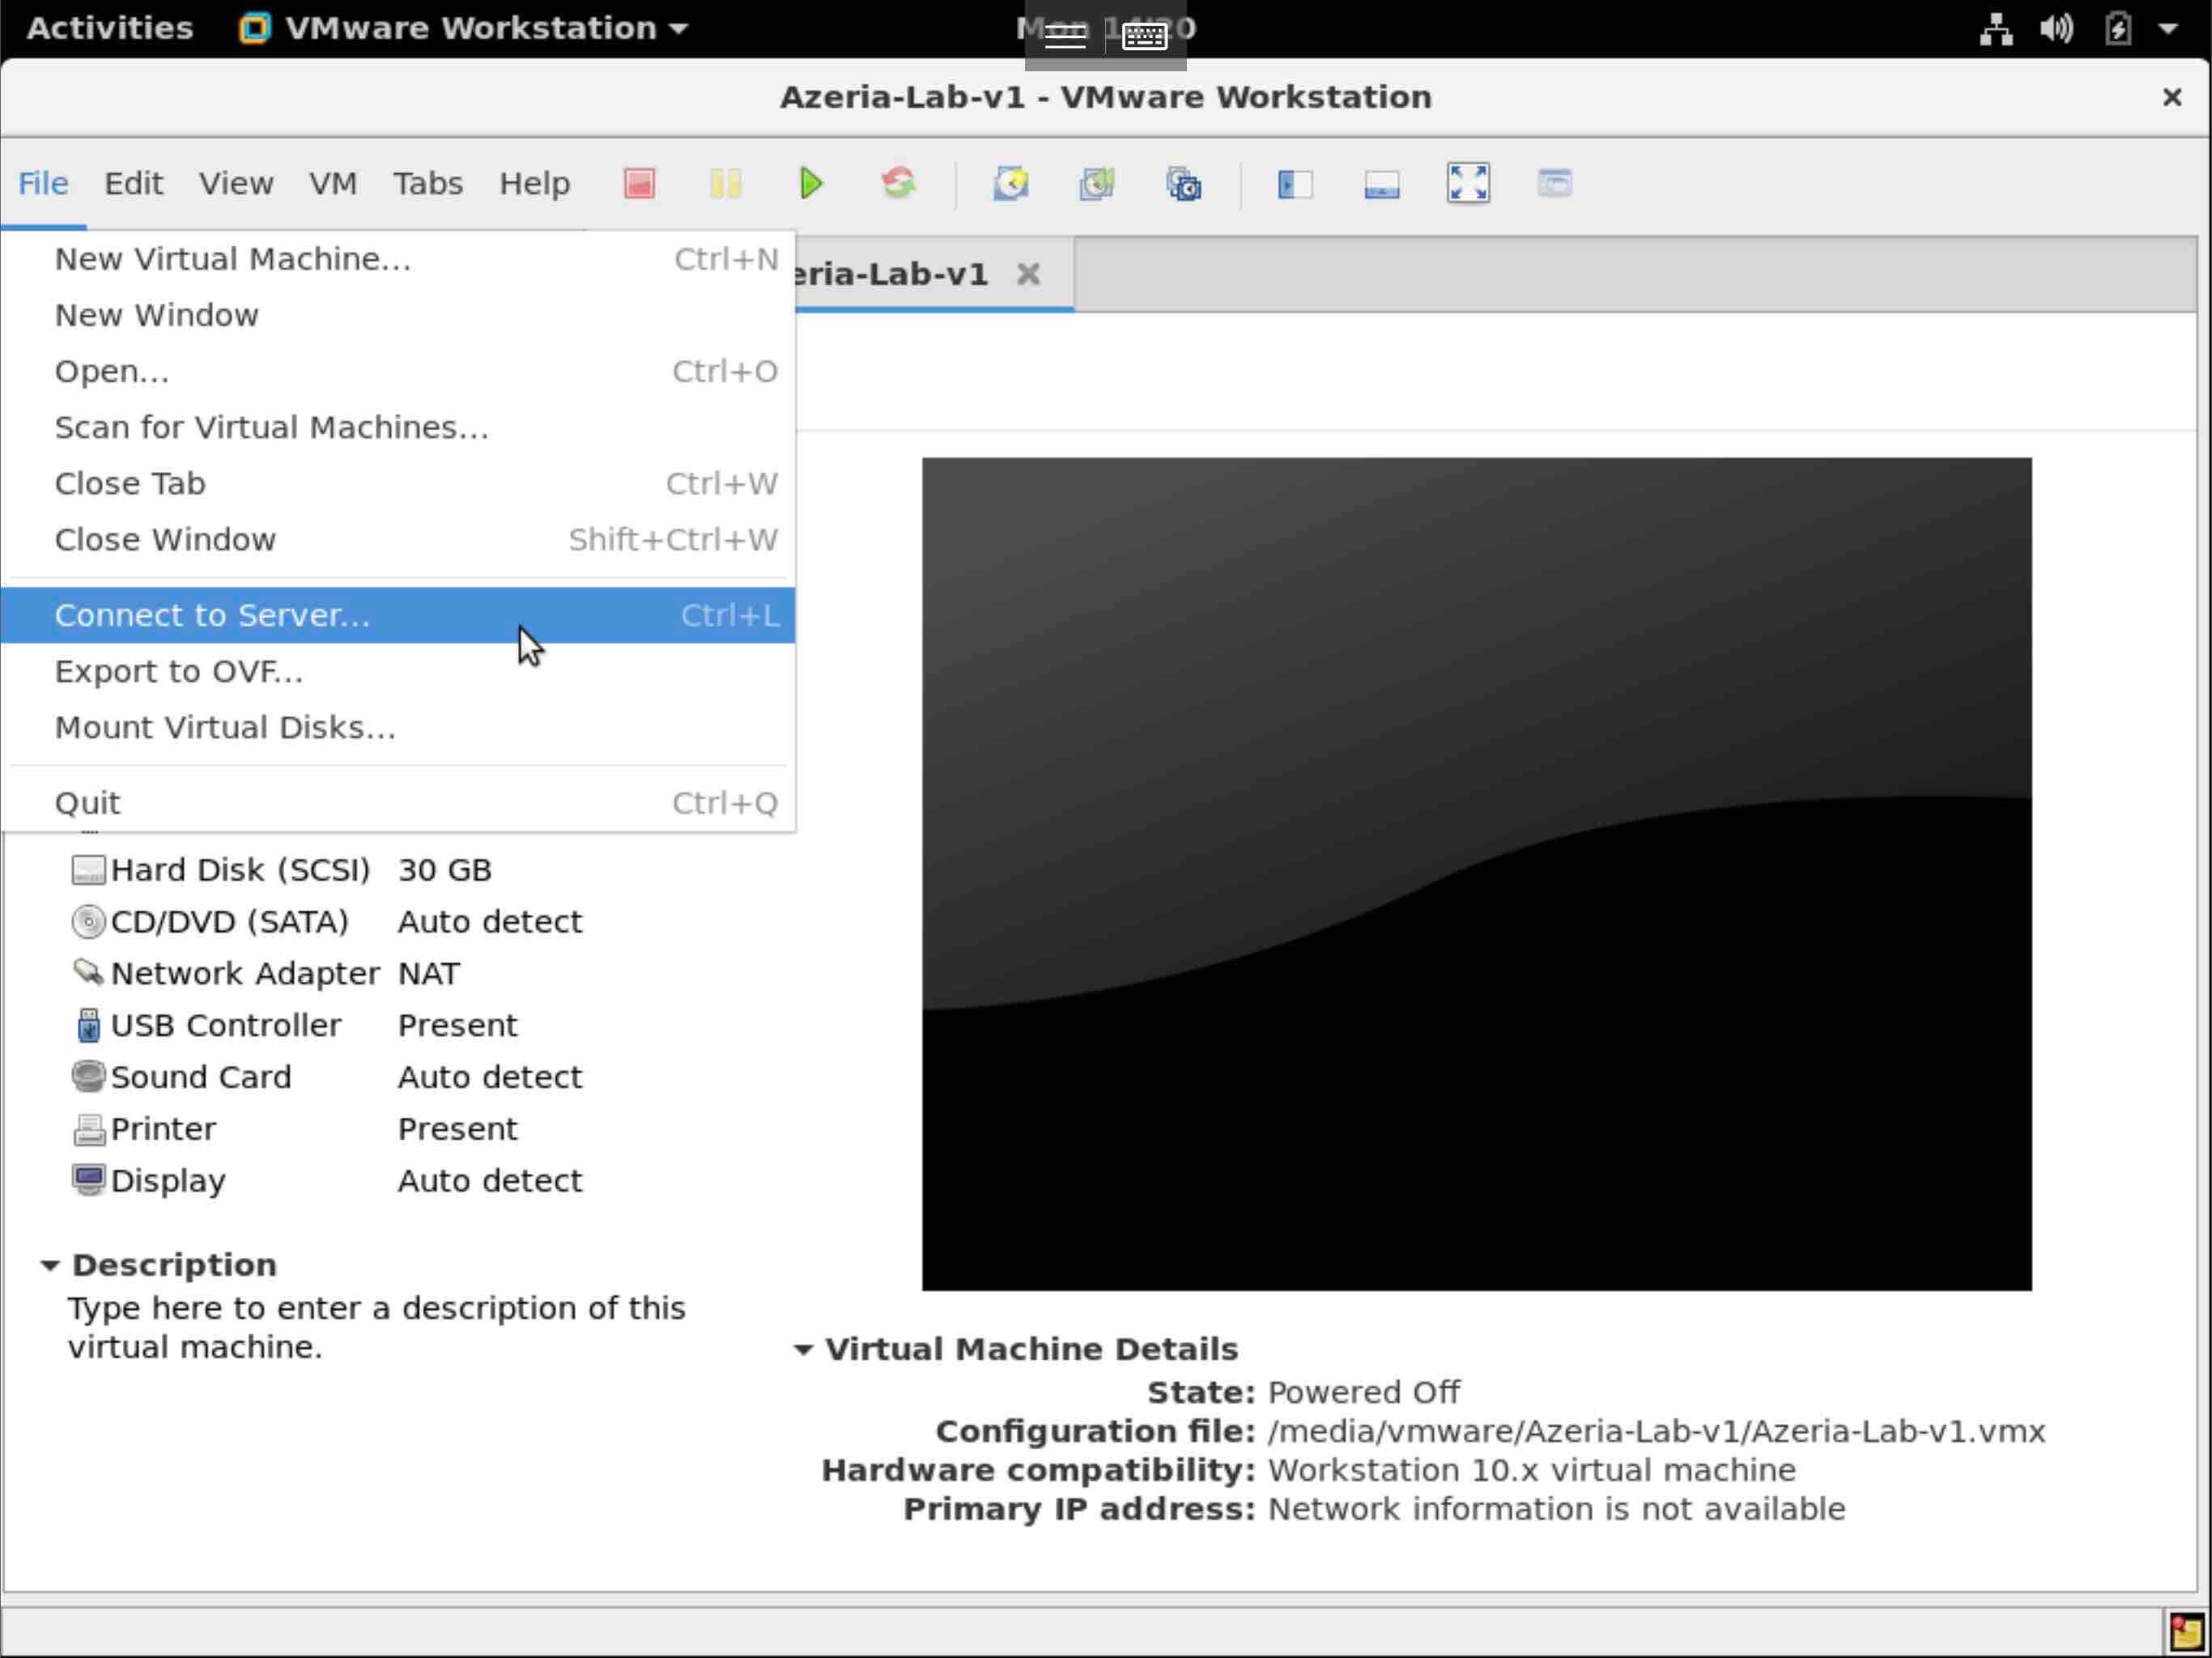 Activities VMware Workstation Mon
Azeria-Lab-v1 - VMware Workstation
File Edit View VM Tabs Help
New Virtual Machine... Ctrl+N
New Window
Open... Ctrl+O
Scan for Virtual Machines...
Close Tab Ctrl+W
Close Window Shift+Ctrl+W
Connect to Server... Ctrl+L
Export to OVF...
Mount Virtual Disks...
Quit Ctrl+Q
eria-Lab-v1
Hard Disk (SCSI) 30 GB
CD/DVD (SATA) Auto detect
Network Adapter NAT
USB Controller Present
Sound Card Auto detect
Printer Present
Display Auto detect
Description
Type here to enter a description of this
virtual machine.
Virtual Machine Details
State: Powered Off
Configuration file: /media/vmware/Azeria-Lab-v1/Azeria-Lab-v1.vmx
Hardware compatibility: Workstation 10.x virtual machine
Primary IP address: Network information is not available